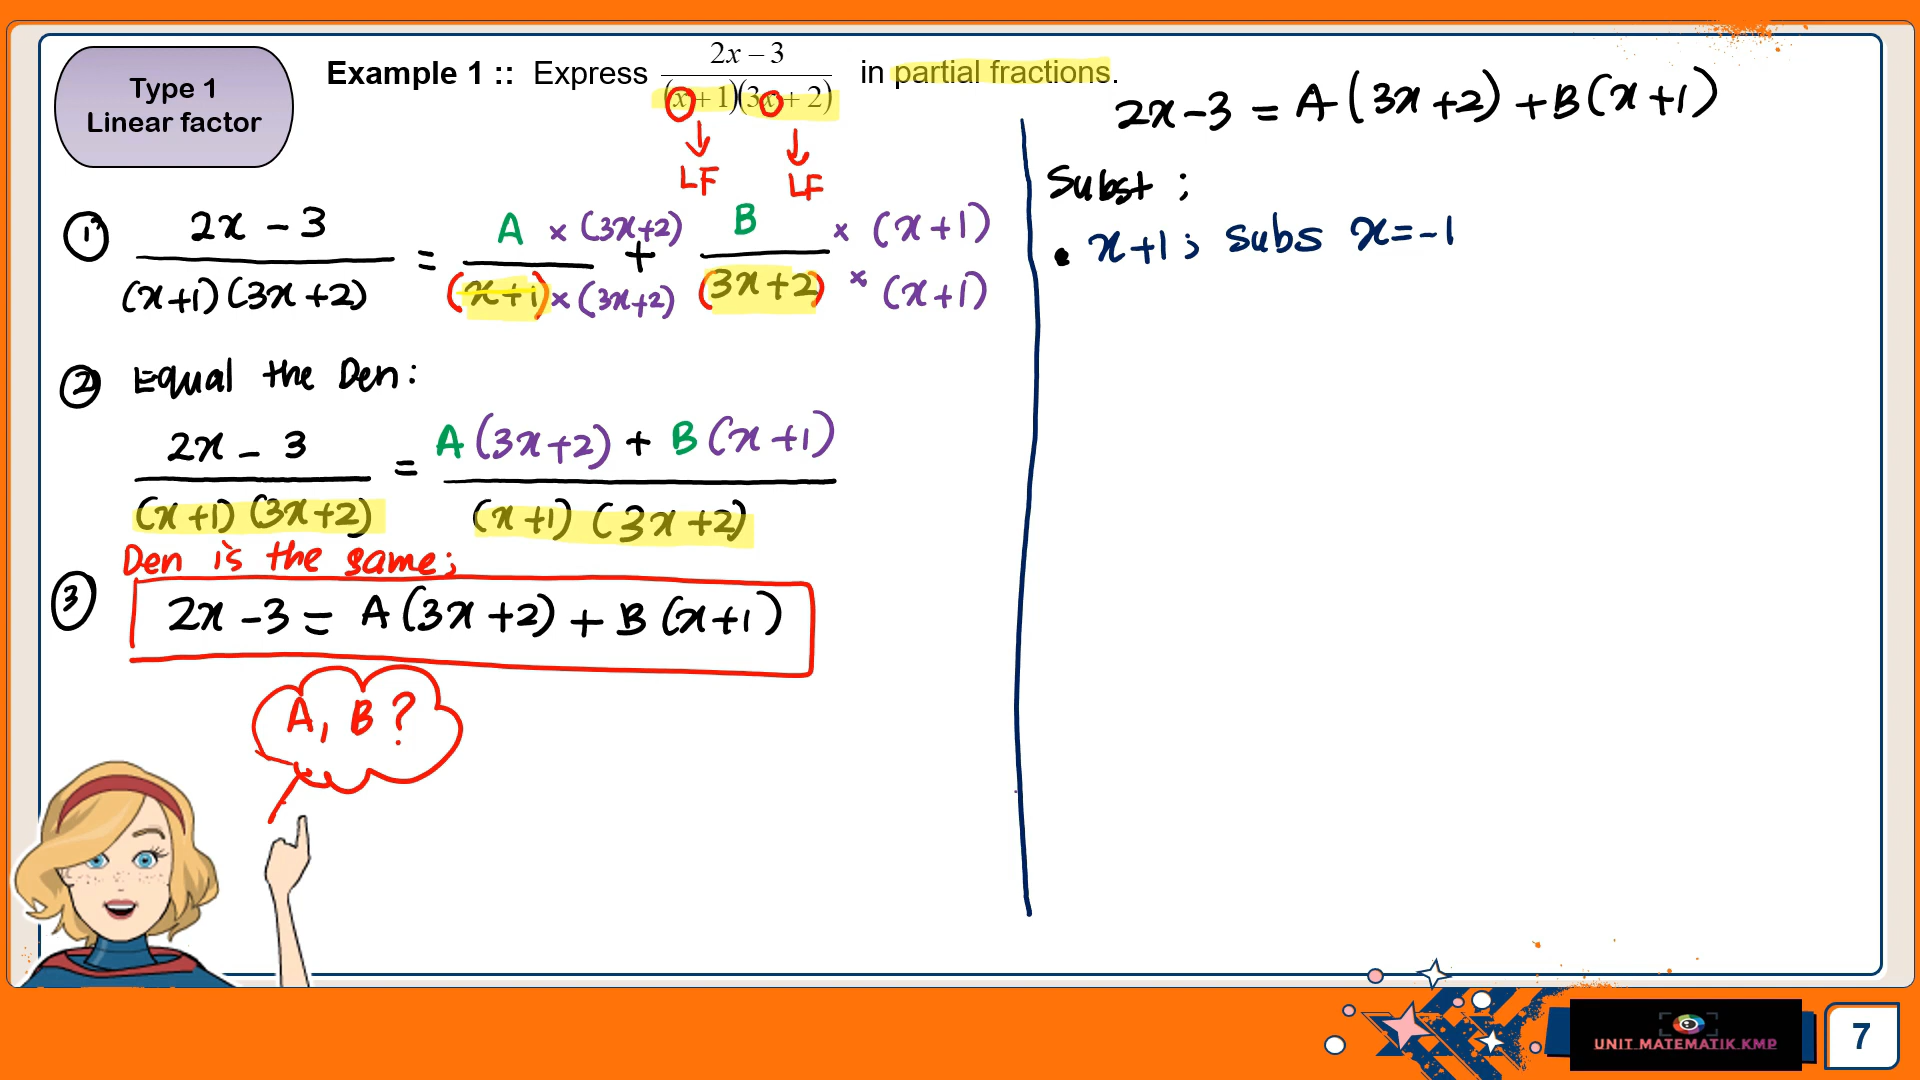 Type 1
Linear factor
Example 1 :: Express (2x – 3)/((x + 1)(3x + 2)) in partial fractions.
LF LF
① (2x – 3)/((x+1)(3x+2)) = (A × (3x+2))/((x+1) × (3x+2)) + (B × (x+1))/((3x+2) × (x+1))
② Equal the Den:
(2x – 3)/((x+1)(3x+2)) = (A(3x+2) + B(x+1))/((x+1)(3x+2))
Den is the same;
③ 2x – 3 = A(3x+2) + B(x+1)
A, B ?
2x – 3 = A(3x+2) + B(x+1)
Subst ;
• x+1 ; subs x = –1
UNIT MATEMATIK KMP
7